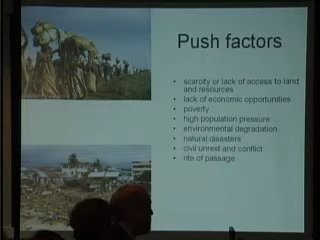 Push factors
• scarcity or lack of access to land
and resources
• lack of economic opportunities
• poverty
• high population pressure
• environmental degradation
• natural disasters
• civil unrest and conflict
• rite of passage